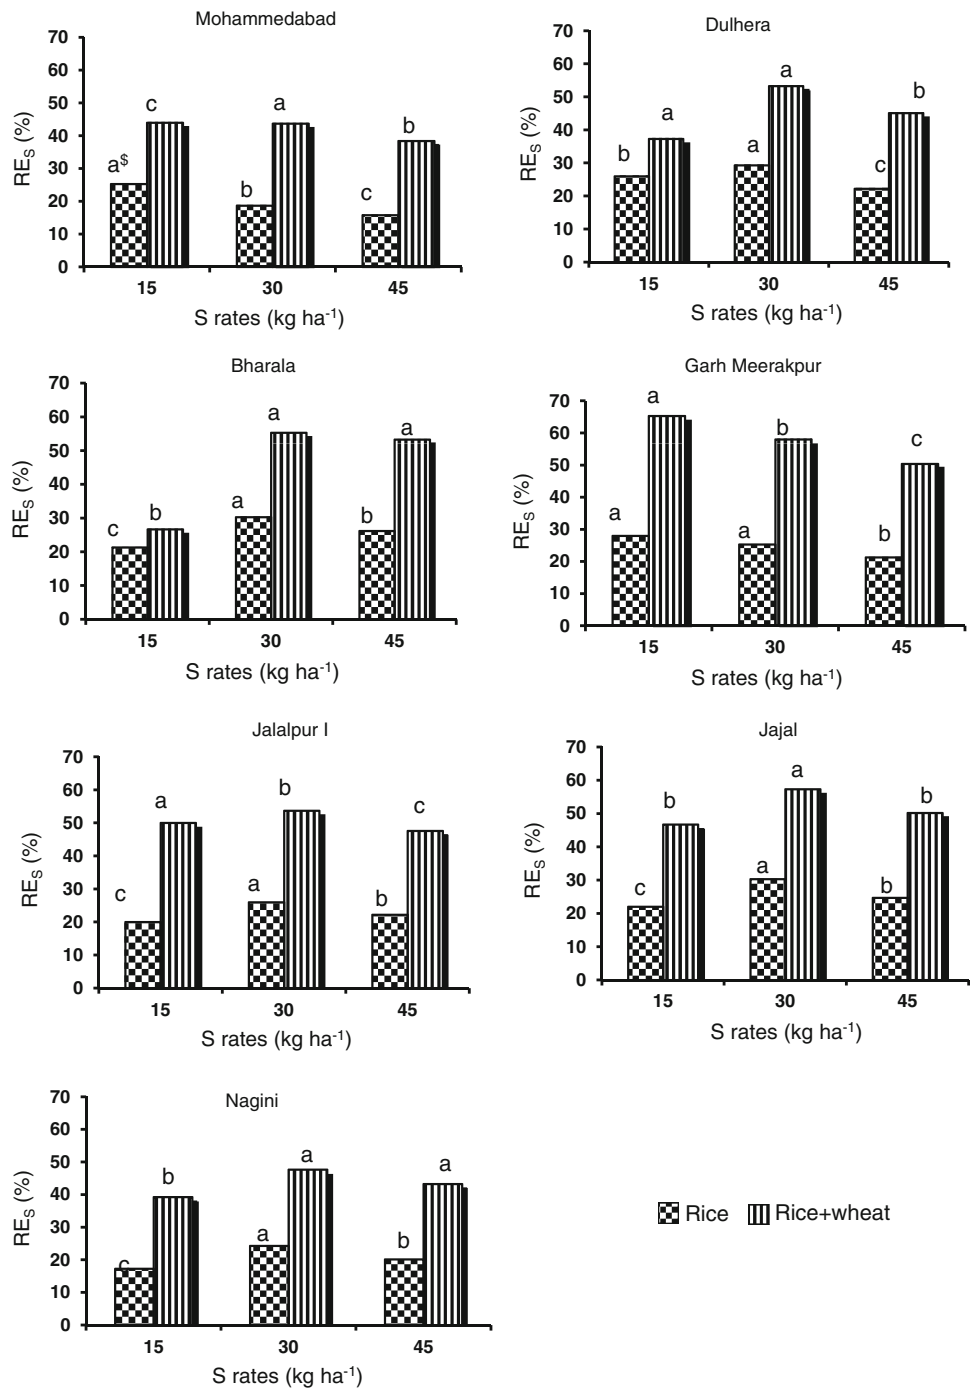 Mohammedabad
70
60
50
40
30
20
10
0
RES (%)
a$
c
b
a
c
b
15 30 45
S rates (kg ha-1)
Dulhera
70
60
50
40
30
20
10
0
RES (%)
b
a
a
a
c
b
15 30 45
S rates (kg ha-1)
Bharala
70
60
50
40
30
20
10
0
RES (%)
c
b
a
a
b
a
15 30 45
S rates (kg ha-1)
Garh Meerakpur
70
60
50
40
30
20
10
0
RES (%)
a
a
a
b
b
c
15 30 45
S rates (kg ha-1)
Jalalpur I
70
60
50
40
30
20
10
0
RES (%)
c
a
a
b
b
c
15 30 45
S rates (kg ha-1)
Jajal
70
60
50
40
30
20
10
0
RES (%)
c
b
a
a
b
b
15 30 45
S rates (kg ha-1)
Nagini
70
60
50
40
30
20
10
0
RES (%)
c
b
a
a
b
a
15 30 45
S rates (kg ha-1)
Rice Rice+wheat